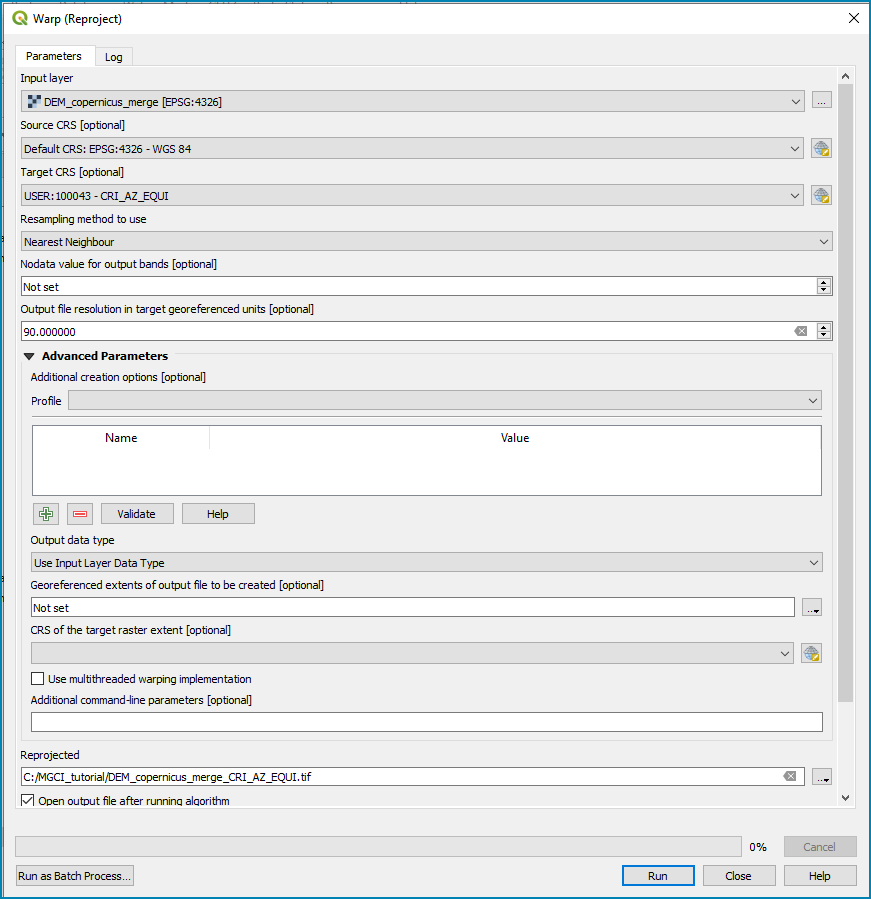 Warp (Reproject)
Parameters
Log
Input layer
DEM_copernicus_merge [EPSG:4326]
...
Source CRS [optional]
Default CRS: EPSG:4326 - WGS 84
Target CRS [optional]
USER:100043 - CRI_AZ_EQUI
Resampling method to use
Nearest Neighbour
Nodata value for output bands [optional]
Not set
Output file resolution in target georeferenced units [optional]
90.000000
Advanced Parameters
Additional creation options [optional]
Profile
Name Value
Validate Help
Output data type
Use Input Layer Data Type
Georeferenced extents of output file to be created [optional]
Not set
...
CRS of the target raster extent [optional]
Use multithreaded warping implementation
Additional command-line parameters [optional]
Reprojected
C:/MGCI_tutorial/DEM_copernicus_merge_CRI_AZ_EQUI.tif
...
Open output file after running algorithm
0% Cancel
Run as Batch Process... Run Close Help